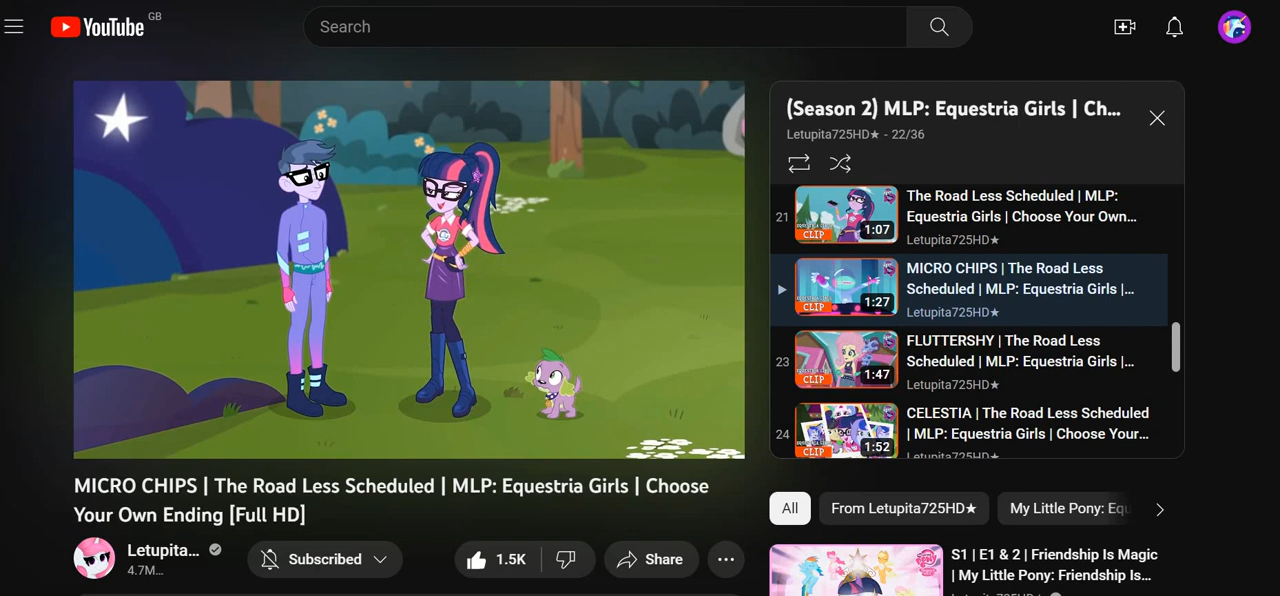 YouTube GB
Search
(Season 2) MLP: Equestria Girls | Ch...
Letupita725HD★ - 22/36
21
CLIP
1:07
The Road Less Scheduled | MLP:
Equestria Girls | Choose Your Own...
Letupita725HD★
CLIP
1:27
MICRO CHIPS | The Road Less
Scheduled | MLP: Equestria Girls |...
Letupita725HD★
23
CLIP
1:47
FLUTTERSHY | The Road Less
Scheduled | MLP: Equestria Girls |...
Letupita725HD★
24
CLIP
1:52
CELESTIA | The Road Less Scheduled
| MLP: Equestria Girls | Choose Your...
Letupita725HD★
MICRO CHIPS | The Road Less Scheduled | MLP: Equestria Girls | Choose
Your Own Ending [Full HD]
Letupita...
4.7M...
Subscribed
1.5K
Share
All
From Letupita725HD★
My Little Pony: Equ
S1 | E1 & 2 | Friendship Is Magic
| My Little Pony: Friendship Is...